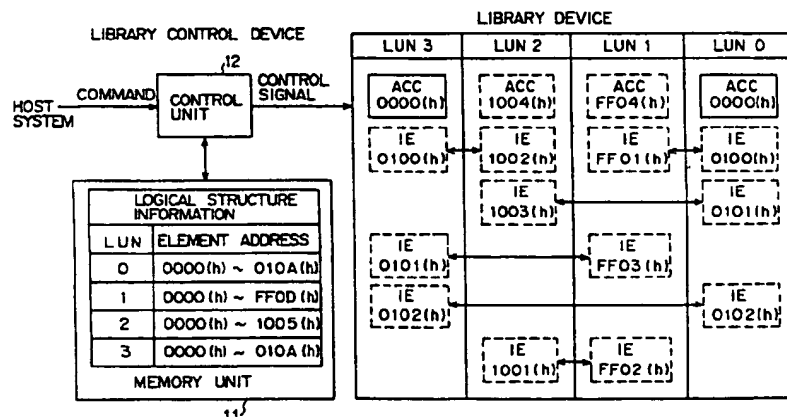 LIBRARY CONTROL DEVICE
12
HOST SYSTEM
COMMAND
CONTROL UNIT
CONTROL SIGNAL
LOGICAL STRUCTURE INFORMATION
LUN ELEMENT ADDRESS
0 0000(h) ~ 010A(h)
1 0000(h) ~ FF0D(h)
2 0000(h) ~ 1005(h)
3 0000(h) ~ 010A(h)
MEMORY UNIT
11
LIBRARY DEVICE
LUN 3 LUN 2 LUN 1 LUN 0
ACC ACC ACC ACC
0000(h) 1004(h) FF04(h) 0000(h)
IE IE IE IE
0100(h) 1002(h) FF01(h) 0100(h)
IE IE
1003(h) 0101(h)
IE IE
0101(h) FF03(h)
IE IE
0102(h) 0102(h)
IE IE
1001(h) FF02(h)